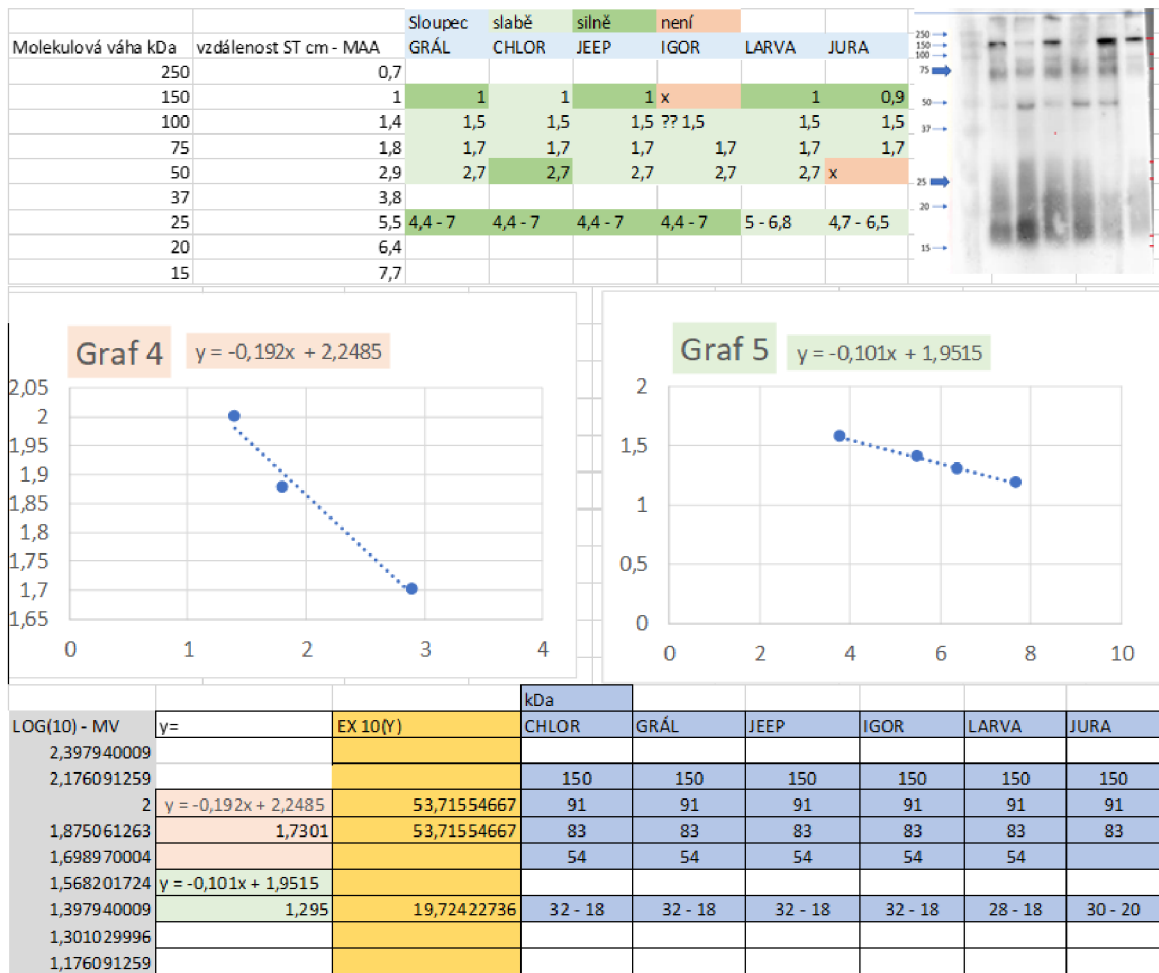 Sloupec slabě silně není
Molekulová váha kDa vzdálenost ST cm - MAA GRÁL CHLOR JEEP IGOR LARVA JURA
250 0,7
150 1 1 1 1 x 1 0,9
100 1,4 1,5 1,5 1,5 ?? 1,5 1,5 1,5
75 1,8 1,7 1,7 1,7 1,7 1,7 1,7
50 2,9 2,7 2,7 2,7 2,7 2,7 x
37 3,8
25 5,5 4,4 - 7 4,4 - 7 4,4 - 7 4,4 - 7 5 - 6,8 4,7 - 6,5
20 6,4
15 7,7
250
150
100
75
50
37
25
20
15
Graf 4 y = -0,192x + 2,2485
2,05
2
1,95
1,9
1,85
1,8
1,75
1,7
1,65
0 1 2 3 4
Graf 5 y = -0,101x + 1,9515
2
1,5
1
0,5
0
0 2 4 6 8 10
kDa
LOG(10) - MV y= EX 10(Y) CHLOR GRÁL JEEP IGOR LARVA JURA
2,397940009
2,176091259 150 150 150 150 150 150
2 y = -0,192x + 2,2485 53,71554667 91 91 91 91 91 91
1,875061263 1,7301 53,71554667 83 83 83 83 83 83
1,698970004 54 54 54 54 54
1,568201724 y = -0,101x + 1,9515
1,397940009 1,295 19,72422736 32 - 18 32 - 18 32 - 18 32 - 18 28 - 18 30 - 20
1,301029996
1,176091259